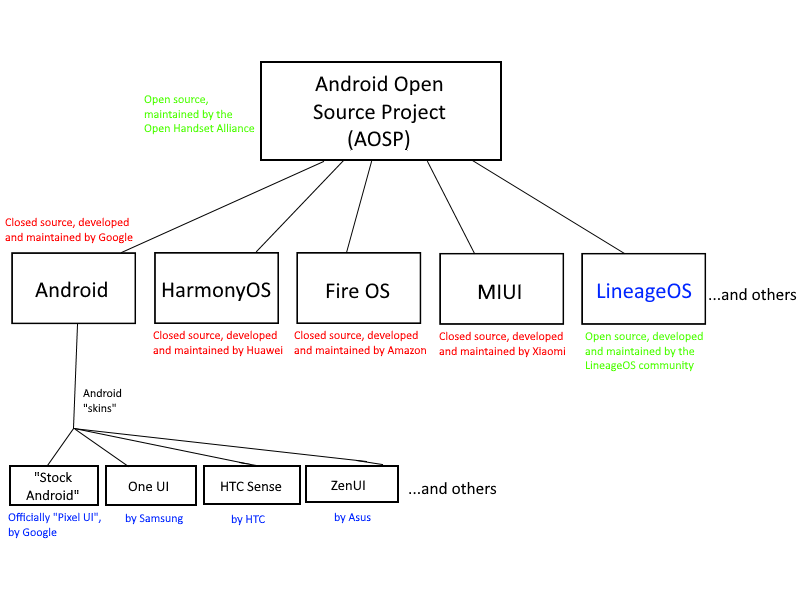 Android Open
Source Project
(AOSP)
Open source,
maintained by the
Open Handset Alliance
Closed source, developed
and maintained by Google
Android
HarmonyOS
Fire OS
MIUI
LineageOS
...and others
Closed source, developed
and maintained by Huawei
Closed source, developed
and maintained by Amazon
Closed source, developed
and maintained by Xiaomi
Open source, developed
and maintained by the
LineageOS community
Android
"skins"
"Stock
Android"
One UI
HTC Sense
ZenUI
...and others
Officially "Pixel UI",
by Google
by Samsung
by HTC
by Asus